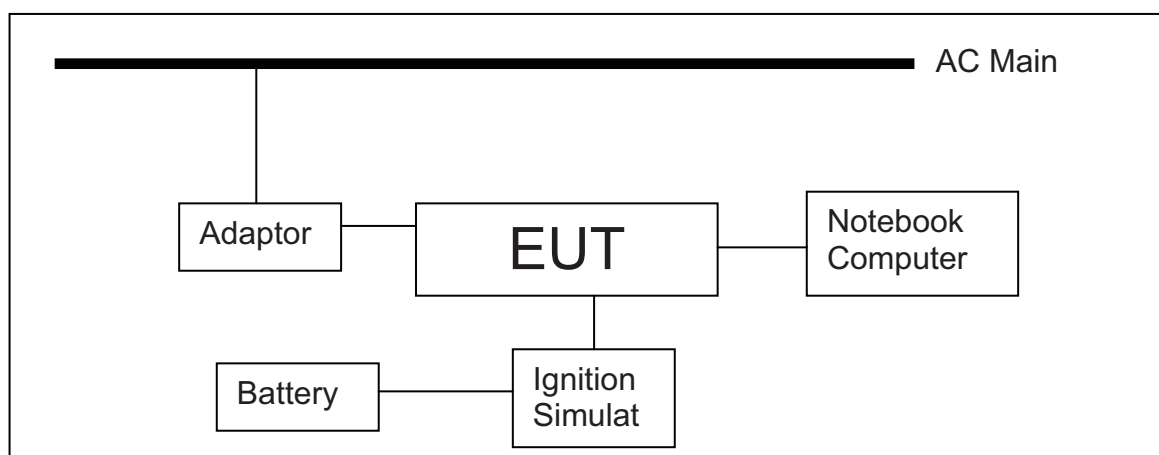 AC Main
Adaptor
EUT
Notebook
Computer
Battery
Ignition
Simulat